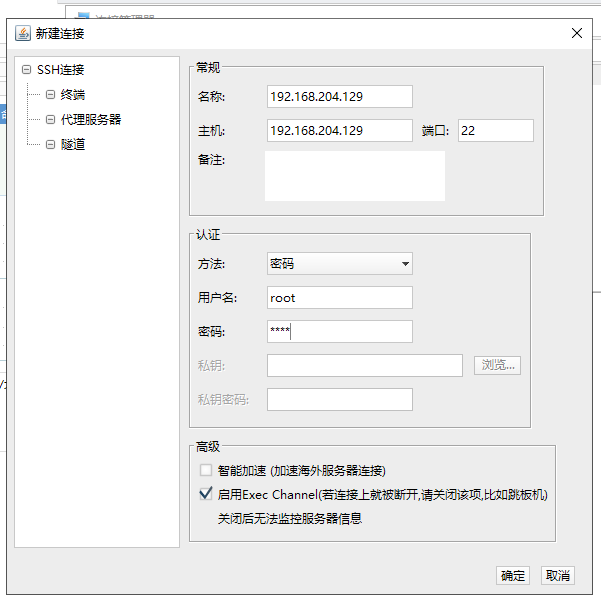 新建连接
SSH连接
终端
代理服务器
隧道
常规
名称: 192.168.204.129
主机: 192.168.204.129 端口: 22
备注:
认证
方法: 密码
用户名: root
密码: ****
私钥: 浏览...
私钥密码:
高级
智能加速 (加速海外服务器连接)
启用Exec Channel(若连接上就被断开,请关闭该项,比如跳板机)
关闭后无法监控服务器信息
确定 取消